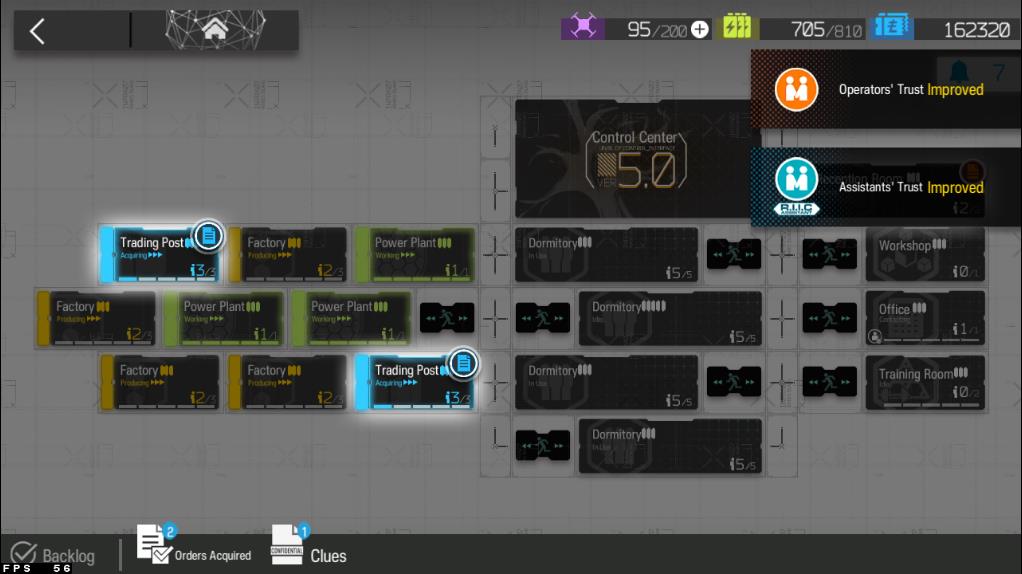 95/200
705/810
162320
7
Operators' Trust Improved
Control Center
VER 5.0
Assistants' Trust Improved
R.I.I.C
ASSISTANT
Reception Room
2/2
Trading Post
Acquiring
3/3
Factory
Producing
2/3
Power Plant
Working
1/1
Dormitory
In Use
5/5
Workshop
0/1
Factory
Producing
2/3
Power Plant
Working
1/1
Power Plant
Working
1/1
Dormitory
Idle
5/5
Office
1/1
Factory
Producing
2/3
Factory
Producing
2/3
Trading Post
Acquiring
3/3
Dormitory
In Use
5/5
Training Room
Idle
0/2
Dormitory
In Use
5/5
Backlog
2
Orders Acquired
CONFIDENTIAL
1
Clues
FPS 56